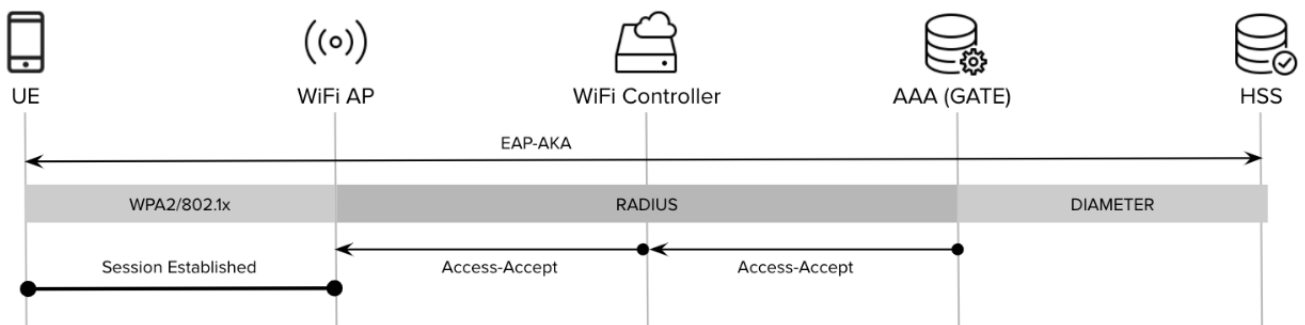 UE
WiFi AP
WiFi Controller
AAA (GATE)
HSS
EAP-AKA
WPA2/802.1x
RADIUS
DIAMETER
Session Established
Access-Accept
Access-Accept